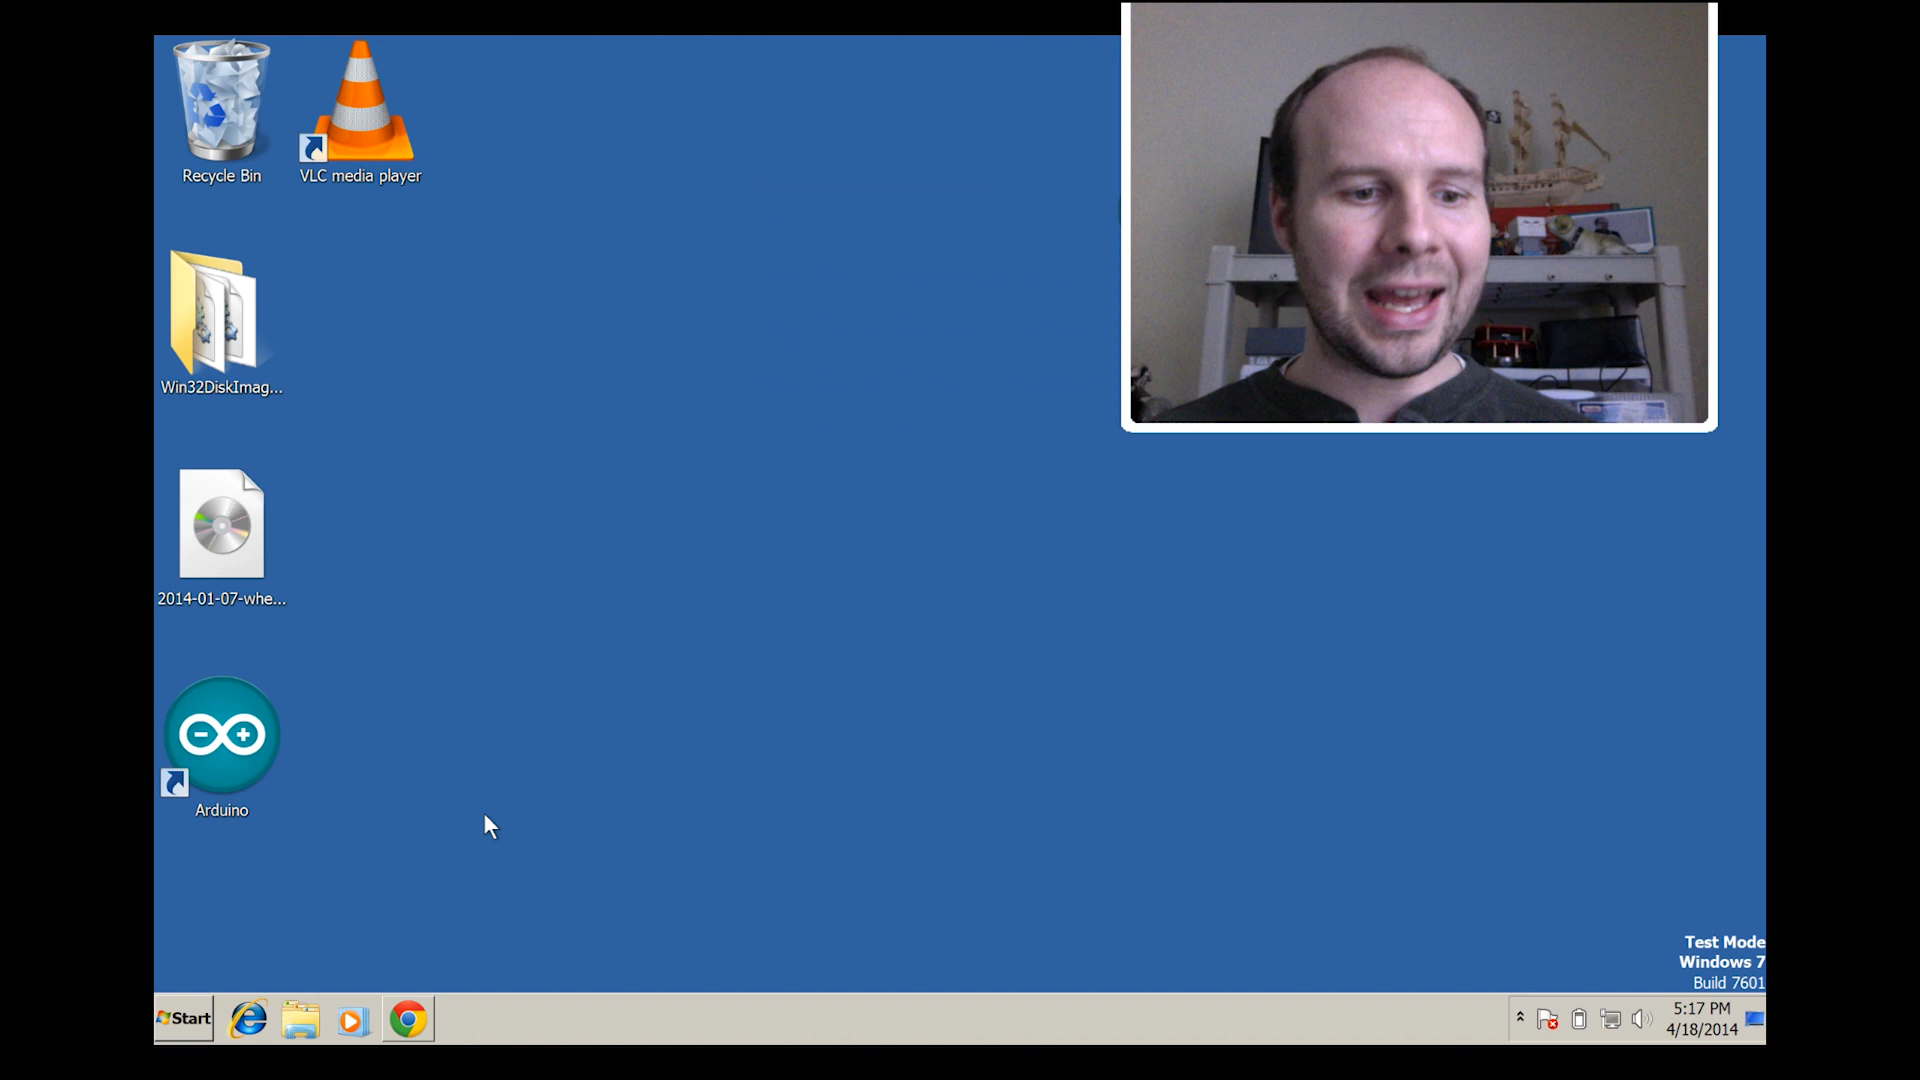 Recycle Bin
VLC media player
Win32DiskImag...
2014-01-07-whe...
Arduino
Test Mode
Windows 7
Build 7601
Start
5:17 PM
4/18/2014